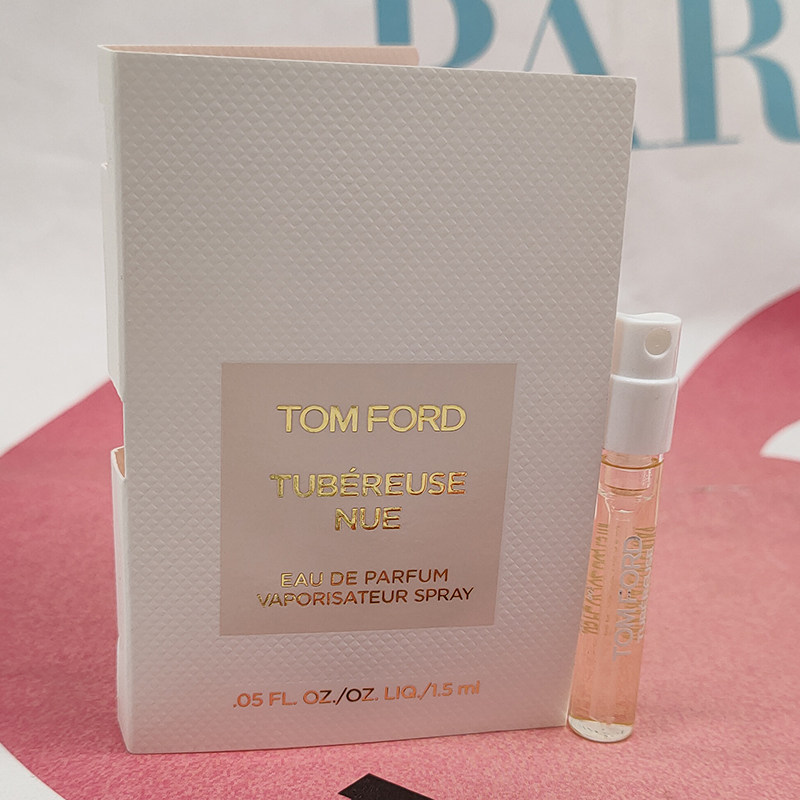 PAR
TOM FORD
TUBÉREUSE
NUE
EAU DE PARFUM
VAPORISATEUR SPRAY
.05 FL. OZ./OZ. LIQ./1.5 ml
TOM FORD